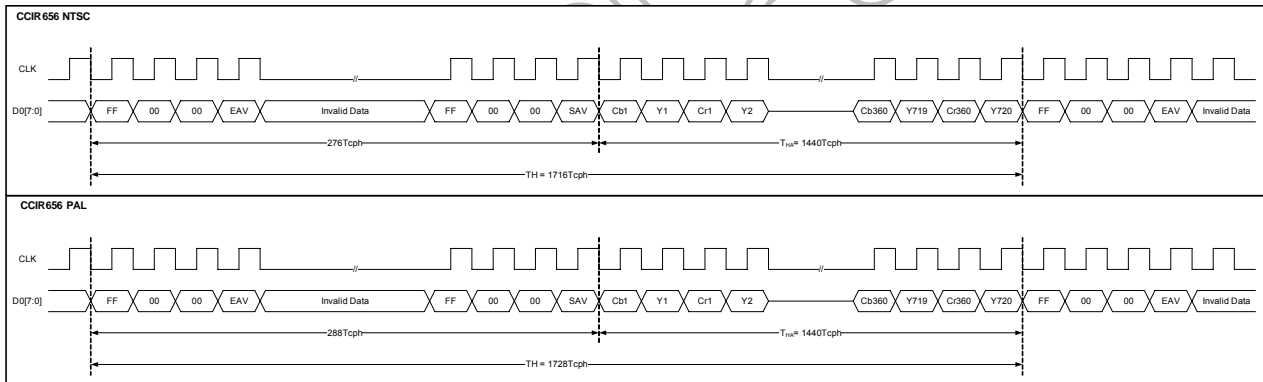 CCIR656 NTSC
CLK
//
//
D0[7:0] FF 00 00 EAV Invalid Data FF 00 00 SAV Cb1 Y1 Cr1 Y2 Cb360 Y719 Cr360 Y720 FF 00 00 EAV Invalid Data
276Tcph THA= 1440Tcph
TH = 1716Tcph
CCIR656 PAL
CLK
//
//
D0[7:0] FF 00 00 EAV Invalid Data FF 00 00 SAV Cb1 Y1 Cr1 Y2 Cb360 Y719 Cr360 Y720 FF 00 00 EAV Invalid Data
288Tcph THA= 1440Tcph
TH = 1728Tcph